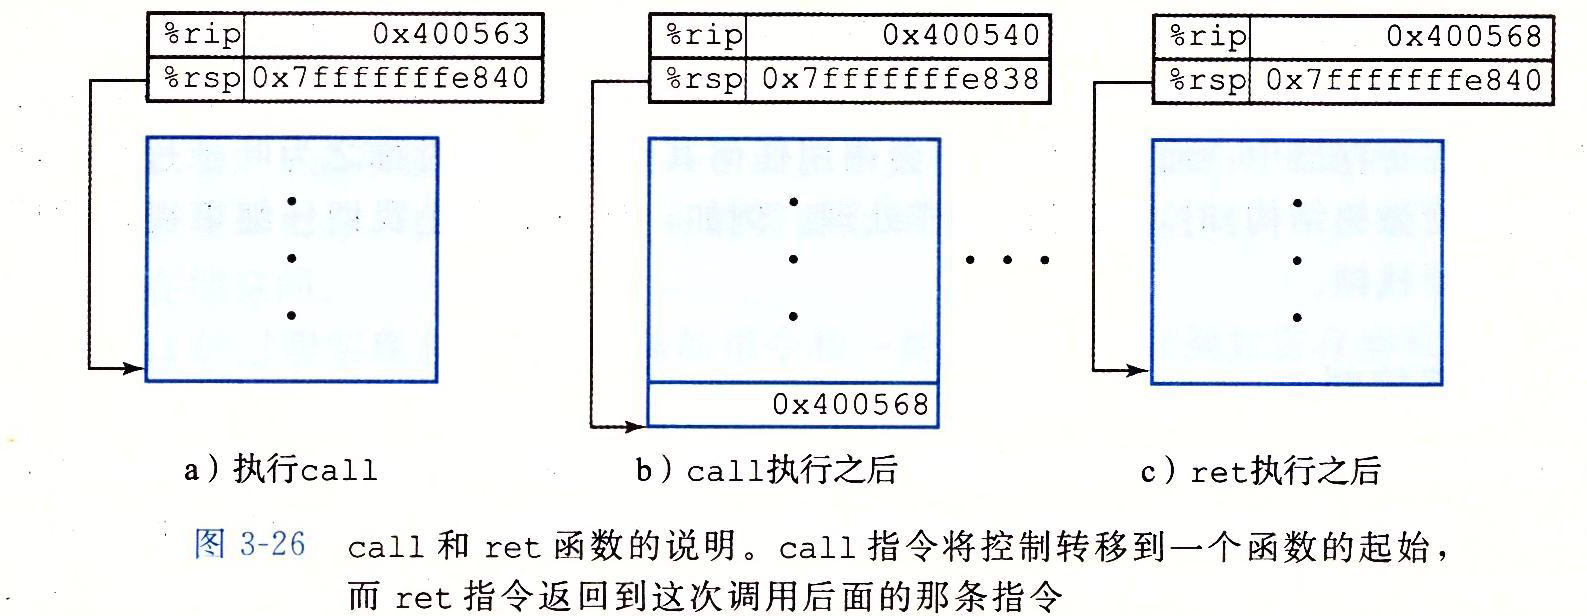 %rip 0x400563
%rsp 0x7fffffffe840
%rip 0x400540
%rsp 0x7fffffffe838
%rip 0x400568
%rsp 0x7fffffffe840
0x400568
a）执行call
b）call执行之后
c）ret执行之后
图 3-26 call 和 ret 函数的说明。call 指令将控制转移到一个函数的起始，
而 ret 指令返回到这次调用后面的那条指令